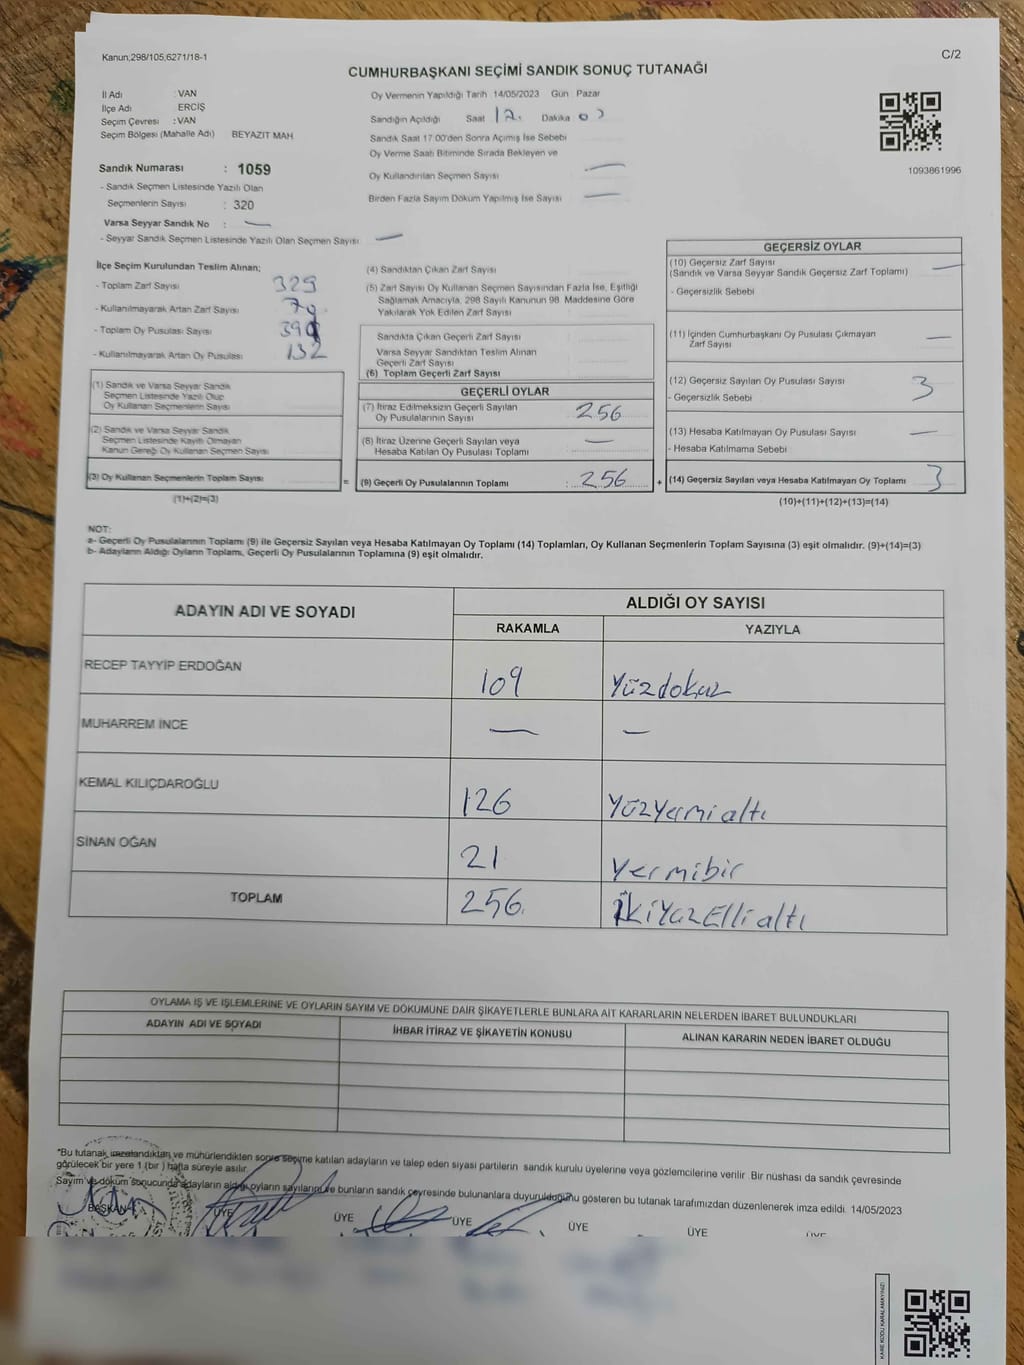 Kanun;298/105;6271/18-1
C/2
CUMHURBAŞKANI SEÇİMİ SANDIK SONUÇ TUTANAĞI
İl Adı : VAN
İlçe Adı : ERCİŞ
Seçim Çevresi : VAN
Seçim Bölgesi (Mahalle Adı) BEYAZIT MAH
Sandık Numarası : 1059
- Sandık Seçmen Listesinde Yazılı Olan
Seçmenlerin Sayısı : 320
Varsa Seyyar Sandık No : —
- Seyyar Sandık Seçmen Listesinde Yazılı Olan Seçmen Sayısı —
Oy Vermenin Yapıldığı Tarih 14/05/2023 Gün Pazar
Sandığın Açıldığı Saat Dakika
Sandık Saat 17:00'den Sonra Açımış İse Sebebi
Oy Verme Saati Bitiminde Sırada Bekleyen ve
Oy Kullandırılan Seçmen Sayısı —
Birden Fazla Sayım Döküm Yapılmış İse Sayısı —
1093861996
İlçe Seçim Kurulundan Teslim Alınan;
- Toplam Zarf Sayısı 329
- Kullanılmayarak Artan Zarf Sayısı
- Toplam Oy Pusulası Sayısı
- Kullanılmayarak Artan Oy Pusulası 132
(1) Sandık ve Varsa Seyyar Sandık
Seçmen Listesinde Yazılı Olup
Oy Kullanan Seçmenlerin Sayısı
(2) Sandık ve Varsa Seyyar Sandık
Seçmen Listesinde Kayıtlı Olmayan
Kanun Gereği Oy Kullanan Seçmen Sayısı
(3) Oy Kullanan Seçmenlerin Toplam Sayısı =
(1)+(2)=(3)
(4) Sandıktan Çıkan Zarf Sayısı
(5) Zarf Sayısı Oy Kullanan Seçmen Sayısından Fazla İse, Eşitliği
Sağlamak Amacıyla, 298 Sayılı Kanunun 98. Maddesine Göre
Yakılarak Yok Edilen Zarf Sayısı
Sandıkta Çıkan Geçerli Zarf Sayısı
Varsa Seyyar Sandıktan Teslim Alınan
Geçerli Zarf Sayısı
(6) Toplam Geçerli Zarf Sayısı
GEÇERLİ OYLAR
(7) İtiraz Edilmeksizin Geçerli Sayılan
Oy Pusulalarının Sayısı 256
(8) İtiraz Üzerine Geçerli Sayılan veya
Hesaba Katılan Oy Pusulası Toplamı —
(9) Geçerli Oy Pusulalarının Toplamı : 256 +
GEÇERSİZ OYLAR
(10) Geçersiz Zarf Sayısı
(Sandık ve Varsa Seyyar Sandık Geçersiz Zarf Toplamı) —
- Geçersizlik Sebebi
(11) İçinden Cumhurbaşkanı Oy Pusulası Çıkmayan
Zarf Sayısı —
(12) Geçersiz Sayılan Oy Pusulası Sayısı 3
- Geçersizlik Sebebi
(13) Hesaba Katılmayan Oy Pusulası Sayısı —
- Hesaba Katılmama Sebebi
(14) Geçersiz Sayılan veya Hesaba Katılmayan Oy Toplamı 3
(10)+(11)+(12)+(13)=(14)
NOT:
a- Geçerli Oy Pusulalarının Toplamı (9) ile Geçersiz Sayılan veya Hesaba Katılmayan Oy Toplamı (14) Toplamları, Oy Kullanan Seçmenlerin Toplam Sayısına (3) eşit olmalıdır. (9)+(14)=(3)
b- Adayların Aldığı Oyların Toplamı, Geçerli Oy Pusulalarının Toplamına (9) eşit olmalıdır.
ADAYIN ADI VE SOYADI
ALDIĞI OY SAYISI
RAKAMLA YAZIYLA
RECEP TAYYİP ERDOĞAN 109 Yüzdokuz
MUHARREM İNCE — —
KEMAL KILIÇDAROĞLU 126 Yüzyermialtı
SİNAN OĞAN 21 Yermibir
TOPLAM 256. İkiYüzEllialtı
OYLAMA İŞ VE İŞLEMLERİNE VE OYLARIN SAYIM VE DÖKÜMÜNE DAİR ŞİKAYETLERLE BUNLARA AİT KARARLARIN NELERDEN İBARET BULUNDUKLARI
ADAYIN ADI VE SOYADI İHBAR İTİRAZ VE ŞİKAYETİN KONUSU ALINAN KARARIN NEDEN İBARET OLDUĞU
*Bu tutanak imzalandıktan ve mühürlendikten sonra seçime katılan adayların ve talep eden siyasi partilerin sandık kurulu üyelerine veya gözlemcilerine verilir Bir nushası da sandık çevresinde
görülecek bir yere 1 (bir) hafta süreyle asılır.
Sayım ve döküm sonucunda adayların aldığı oyların sayılarını ve bunların sandık çevresinde bulunanlara duyurulduğunu gösteren bu tutanak tarafımızdan düzenlenerek imza edildi. 14/05/2023
BAŞKAN ÜYE ÜYE ÜYE ÜYE ÜYE ÜYE
KARE KODU KARALAMAYINIZ!